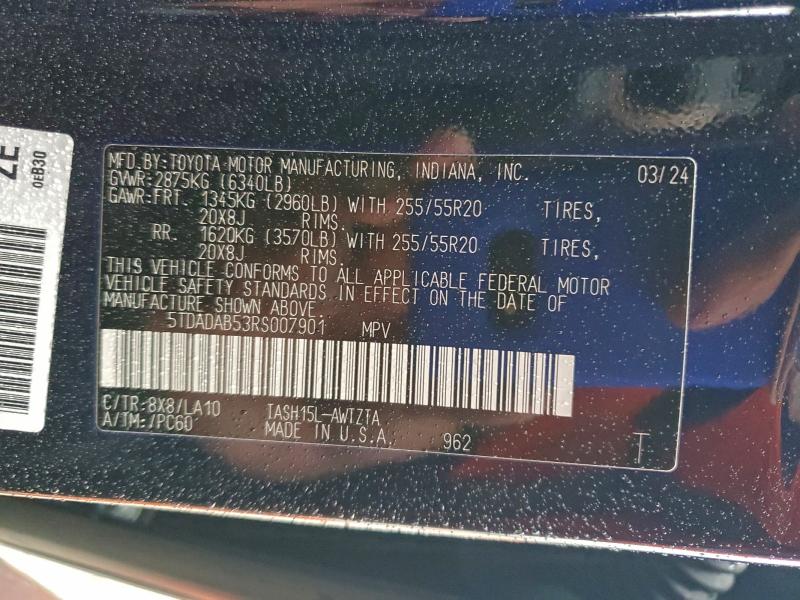 MFD.BY:TOYOTA MOTOR MANUFACTURING, INDIANA, INC. 03/24
GVWR:2875KG (6340LB)
GAWR:FRT. 1345KG (2960LB) WITH 255/55R20 TIRES,
20X8J RIMS.
RR. 1620KG (3570LB) WITH 255/55R20 TIRES,
20X8J RIMS.
THIS VEHICLE CONFORMS TO ALL APPLICABLE FEDERAL MOTOR
VEHICLE SAFETY STANDARDS IN EFFECT ON THE DATE OF
MANUFACTURE SHOWN ABOVE
5TDADAB53RS007901 MPV
C/TR:8X8/LA10 TASH15L-AWTZTA
A/TM:/PC60 MADE IN U.S.A. 962 T
0EB30